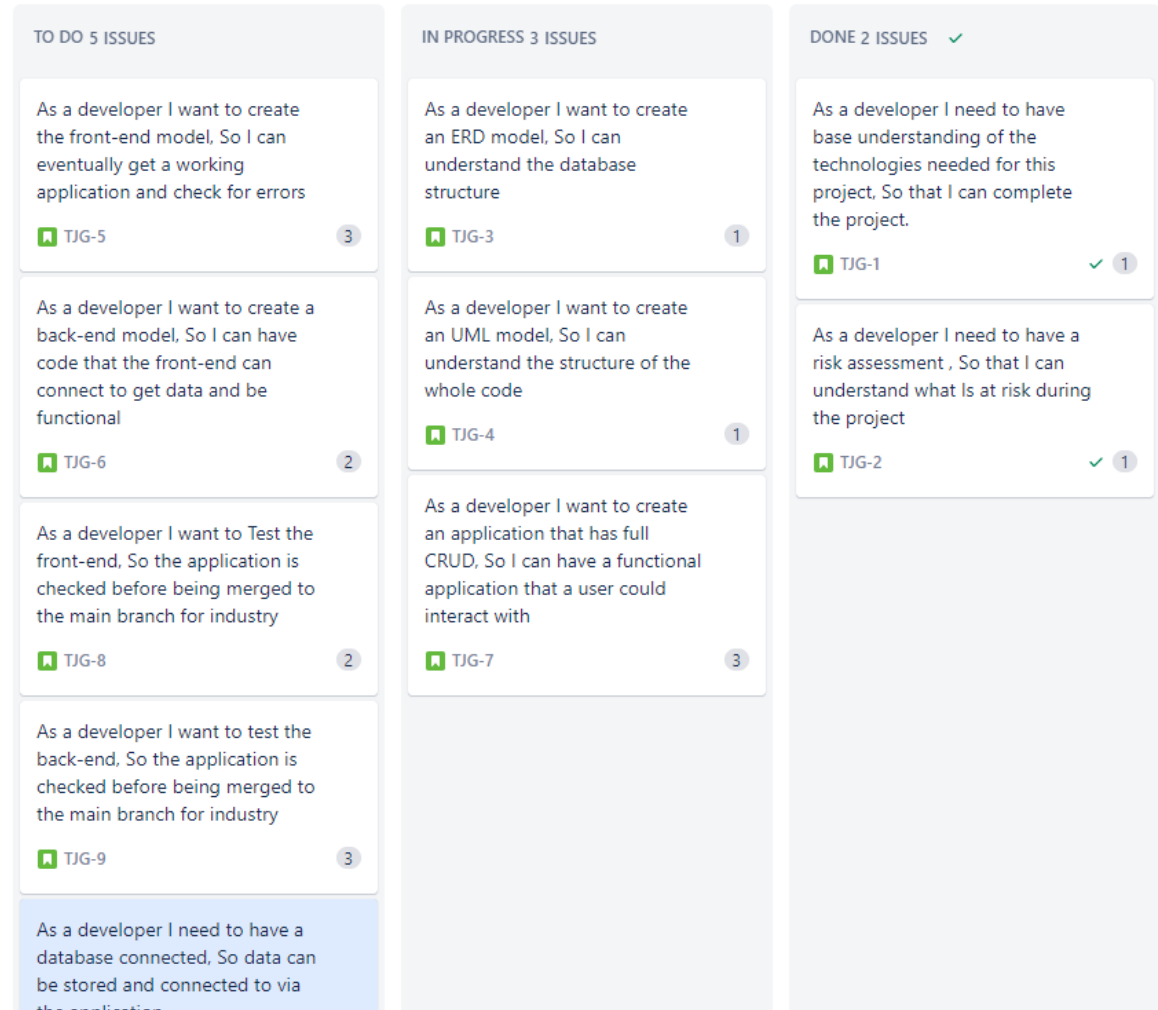 TO DO 5 ISSUES
As a developer I want to create
the front-end model, So I can
eventually get a working
application and check for errors
TJG-5 3
As a developer I want to create a
back-end model, So I can have
code that the front-end can
connect to get data and be
functional
TJG-6 2
As a developer I want to Test the
front-end, So the application is
checked before being merged to
the main branch for industry
TJG-8 2
As a developer I want to test the
back-end, So the application is
checked before being merged to
the main branch for industry
TJG-9 3
As a developer I need to have a
database connected, So data can
be stored and connected to via
the application
IN PROGRESS 3 ISSUES
As a developer I want to create
an ERD model, So I can
understand the database
structure
TJG-3 1
As a developer I want to create
an UML model, So I can
understand the structure of the
whole code
TJG-4 1
As a developer I want to create
an application that has full
CRUD, So I can have a functional
application that a user could
interact with
TJG-7 3
DONE 2 ISSUES
As a developer I need to have
base understanding of the
technologies needed for this
project, So that I can complete
the project.
TJG-1 1
As a developer I need to have a
risk assessment , So that I can
understand what Is at risk during
the project
TJG-2 1